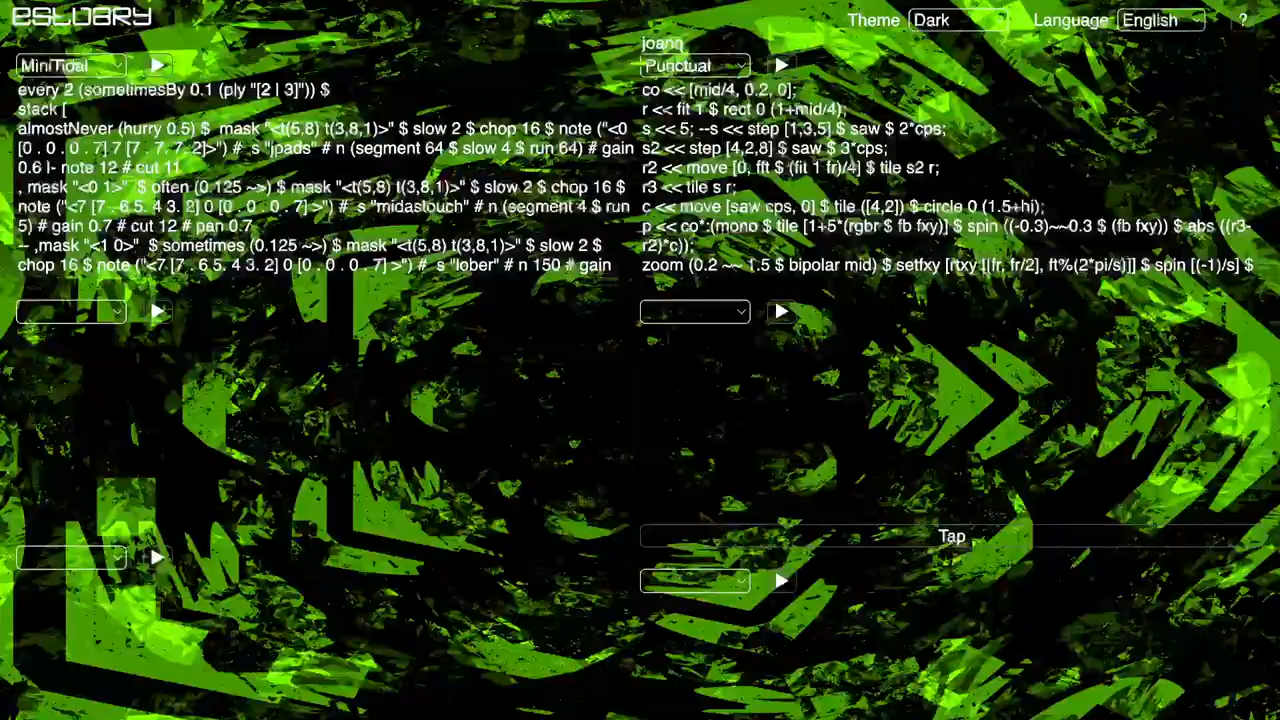 estuary
Theme Dark Language English ?
MiniTidal
every 2 (sometimesBy 0.1 (ply "[2 | 3]")) $
stack [
almostNever (hurry 0.5) $ mask "<t(5,8) t(3,8,1)>" $ slow 2 $ chop 16 $ note ("<0
[0 . 0 . 0 . 7] 7 [7 . 7 . 7 . 2]>") # s "jpads" # n (segment 64 $ slow 4 $ run 64) # gain
0.6 |- note 12 # cut 11
, mask "<0 1>" $ often (0.125 ~>) $ mask "<t(5,8) t(3,8,1)>" $ slow 2 $ chop 16 $
note ("<7 [7 . 6 5. 4 3. 2] 0 [0 . 0 . 0 . 7] >") # s "midastouch" # n (segment 4 $ run
5) # gain 0.7 # cut 12 # pan 0.7
-- ,mask "<1 0>" $ sometimes (0.125 ~>) $ mask "<t(5,8) t(3,8,1)>" $ slow 2 $
chop 16 $ note ("<7 [7 . 6 5. 4 3. 2] 0 [0 . 0 . 0 . 7] >") # s "lober" # n 150 # gain
joanq
Punctual
co << [mid/4, 0.2, 0];
r << fit 1 $ rect 0 (1+mid/4);
s << 5; --s << step [1,3,5] $ saw $ 2*cps;
s2 << step [4,2,8] $ saw $ 3*cps;
r2 << move [0, flt $ (fit 1 fr)/4] $ tile s2 r;
r3 << tile s r;
c << move [saw cps, 0] $ tile ([4,2]) $ circle 0 (1.5+hi);
p << co*:(mono $ tile [1+5*(rgbr $ fb fxy)] $ spin ((-0.3)~~0.3 $ (fb fxy)) $ abs ((r3-
r2)*c));
zoom (0.2 ~~ 1.5 $ bipolar mid) $ setfxy [rtxy [[fr, fr/2], ft%(2*pi/s)]] $ spin [(-1)/s] $
Tap